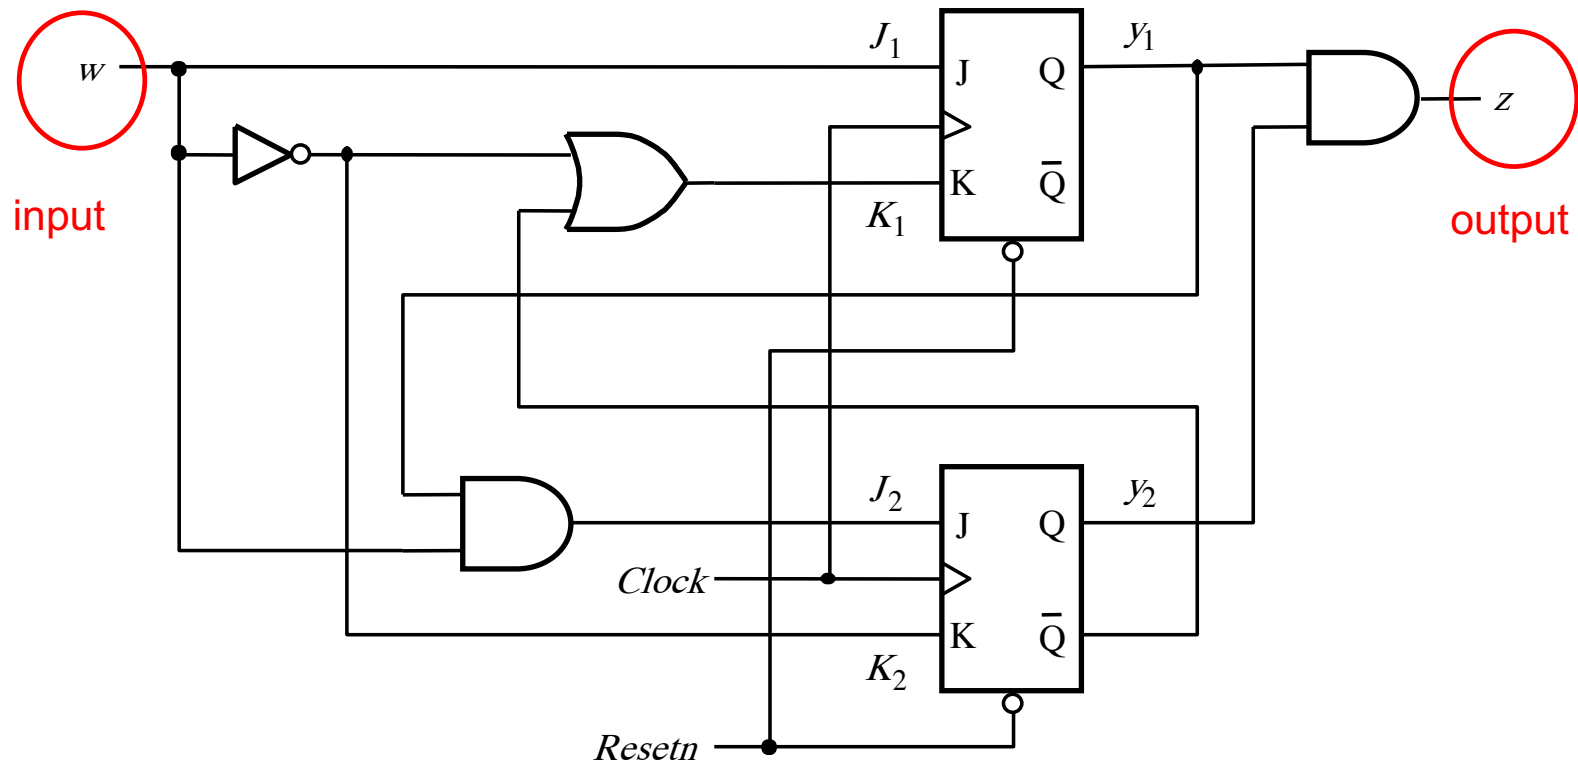 J₁
y₁
w
J
Q
z
K
Q̅
input
K₁
output
J₂
y₂
J
Q
Clock
K
Q̅
K₂
Resetn